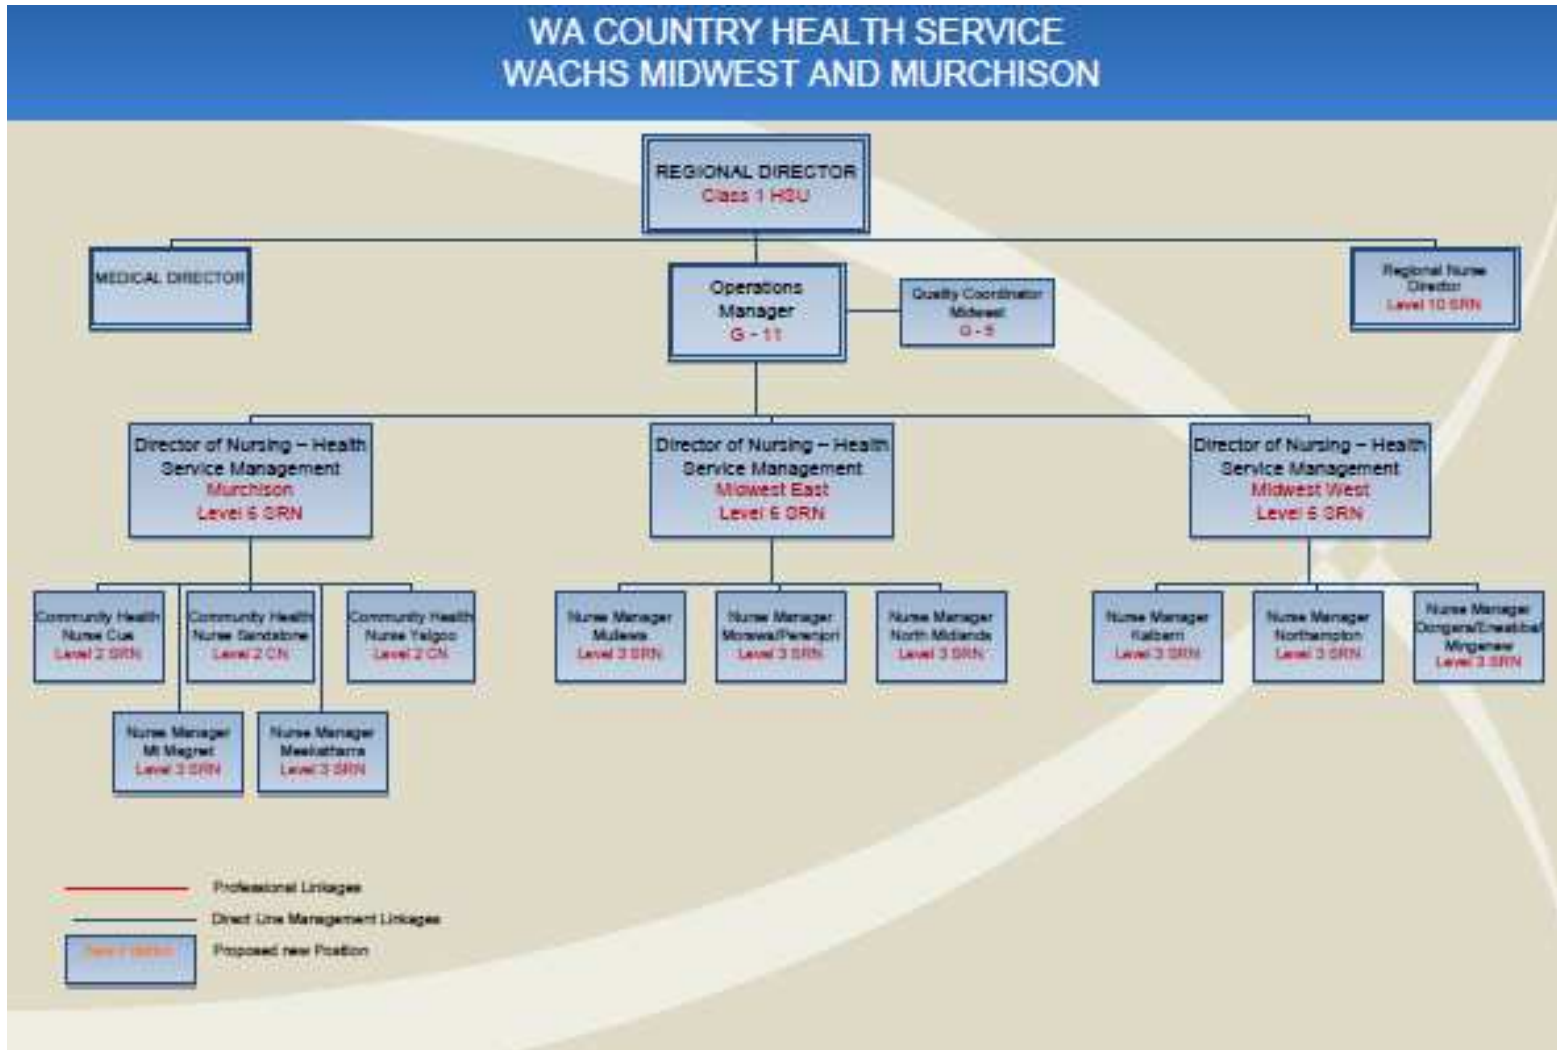 WA COUNTRY HEALTH SERVICE
WACHS MIDWEST AND MURCHISON
REGIONAL DIRECTOR
Class 1 HSU
MEDICAL DIRECTOR
Operations
Manager
G - 11
Quality Coordinator
Midwest
G - 5
Regional Nurse
Director
Level 10 SRN
Director of Nursing – Health
Service Management
Murchison
Level 6 SRN
Director of Nursing – Health
Service Management
Midwest East
Level 6 SRN
Director of Nursing – Health
Service Management
Midwest West
Level 6 SRN
Community Health
Nurse Cue
Level 2 SRN
Community Health
Nurse Sandstone
Level 2 CN
Community Health
Nurse Yalgoo
Level 2 CN
Nurse Manager
Mullewa
Level 3 SRN
Nurse Manager
Morawa/Perenjori
Level 3 SRN
Nurse Manager
North Midlands
Level 3 SRN
Nurse Manager
Kalbarri
Level 3 SRN
Nurse Manager
Northampton
Level 3 SRN
Nurse Manager
Dongara/Eneabba/
Mingenew
Level 3 SRN
Nurse Manager
Mt Magnet
Level 3 SRN
Nurse Manager
Meekatharra
Level 3 SRN
Professional Linkages
Direct Line Management Linkages
Proposed new Position